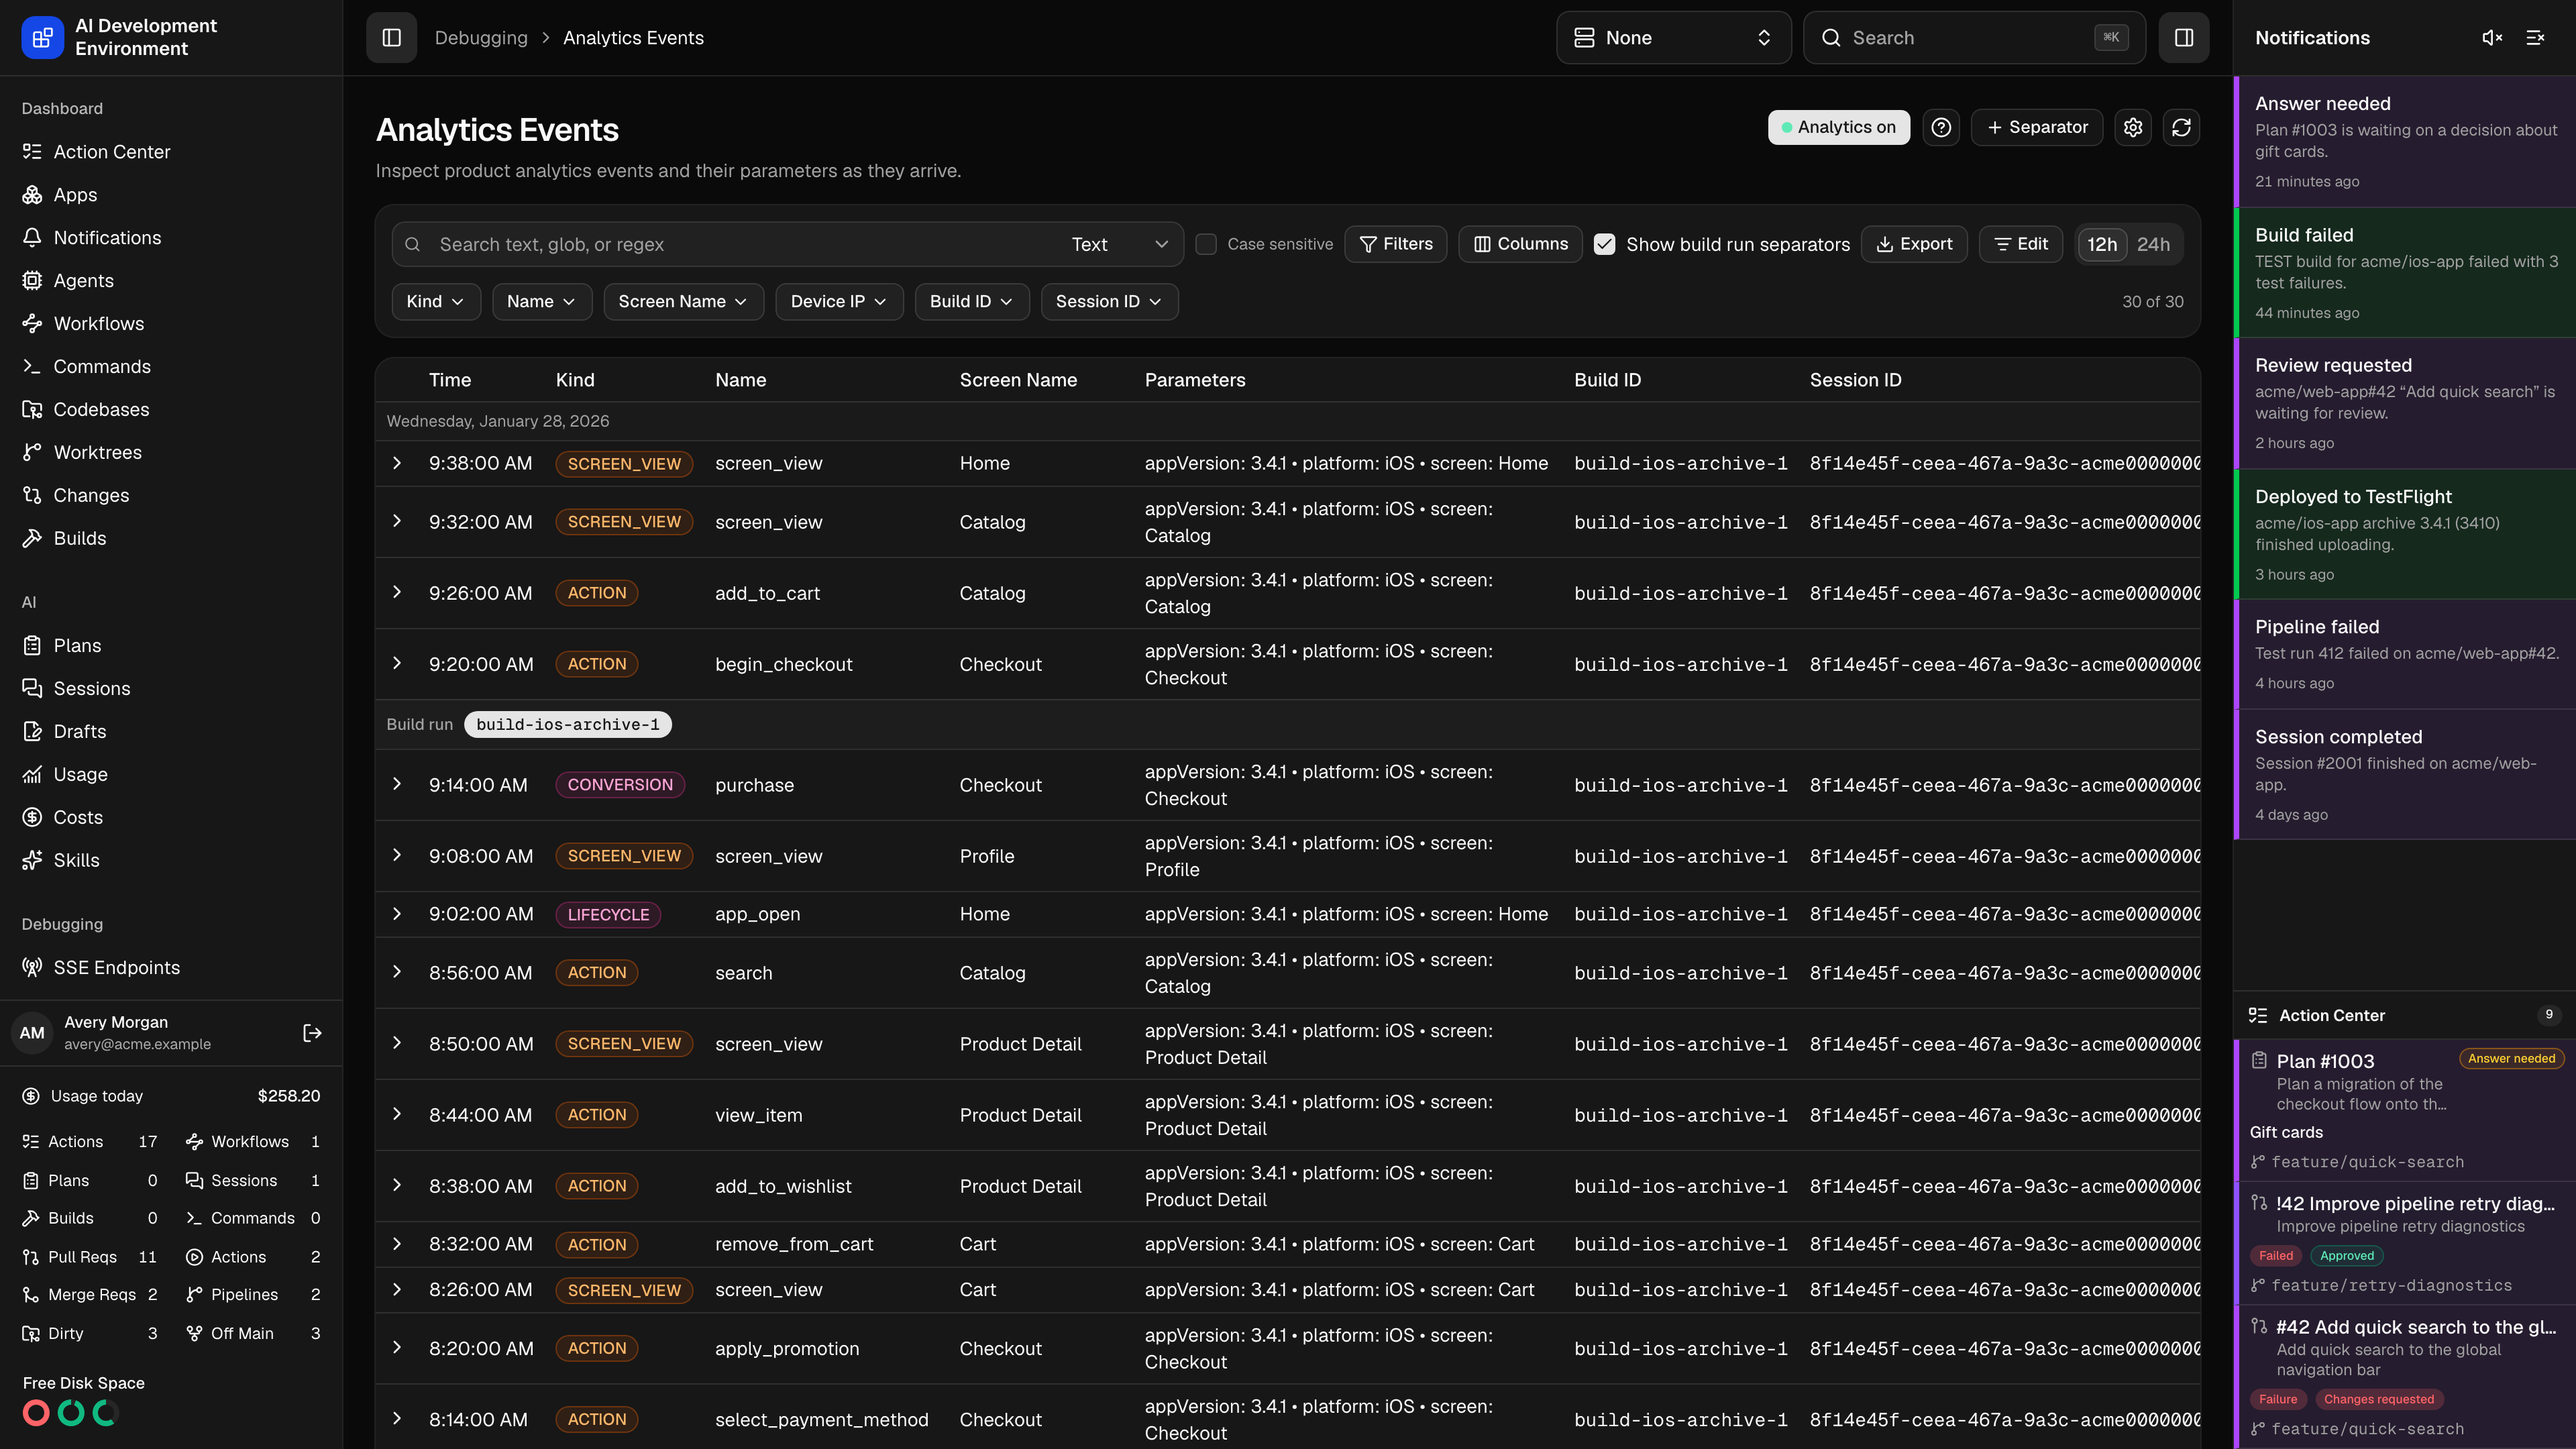 AI Development
Environment
Dashboard
Action Center
Apps
Notifications
Agents
Workflows
Commands
Codebases
Worktrees
Changes
Builds
AI
Plans
Sessions
Drafts
Usage
Costs
Skills
Debugging
SSE Endpoints
AM
Avery Morgan
avery@acme.example
Usage today $258.20
Actions 17 Workflows 1
Plans 0 Sessions 1
Builds 0 Commands 0
Pull Reqs 11 Actions 2
Merge Reqs 2 Pipelines 2
Dirty 3 Off Main 3
Free Disk Space
Debugging > Analytics Events
None
Search ⌘K
Analytics Events
Inspect product analytics events and their parameters as they arrive.
Analytics on
+ Separator
Search text, glob, or regex
Text
Case sensitive
Filters
Columns
Show build run separators
Export
Edit
12h 24h
Kind
Name
Screen Name
Device IP
Build ID
Session ID
30 of 30
Time Kind Name Screen Name Parameters Build ID Session ID
Wednesday, January 28, 2026
9:38:00 AM SCREEN_VIEW screen_view Home appVersion: 3.4.1 • platform: iOS • screen: Home build-ios-archive-1 8f14e45f-ceea-467a-9a3c-acme0000000
9:32:00 AM SCREEN_VIEW screen_view Catalog appVersion: 3.4.1 • platform: iOS • screen:
Catalog build-ios-archive-1 8f14e45f-ceea-467a-9a3c-acme0000000
9:26:00 AM ACTION add_to_cart Catalog appVersion: 3.4.1 • platform: iOS • screen:
Catalog build-ios-archive-1 8f14e45f-ceea-467a-9a3c-acme0000000
9:20:00 AM ACTION begin_checkout Checkout appVersion: 3.4.1 • platform: iOS • screen:
Checkout build-ios-archive-1 8f14e45f-ceea-467a-9a3c-acme0000000
Build run build-ios-archive-1
9:14:00 AM CONVERSION purchase Checkout appVersion: 3.4.1 • platform: iOS • screen:
Checkout build-ios-archive-1 8f14e45f-ceea-467a-9a3c-acme0000000
9:08:00 AM SCREEN_VIEW screen_view Profile appVersion: 3.4.1 • platform: iOS • screen:
Profile build-ios-archive-1 8f14e45f-ceea-467a-9a3c-acme0000000
9:02:00 AM LIFECYCLE app_open Home appVersion: 3.4.1 • platform: iOS • screen: Home build-ios-archive-1 8f14e45f-ceea-467a-9a3c-acme0000000
8:56:00 AM ACTION search Catalog appVersion: 3.4.1 • platform: iOS • screen:
Catalog build-ios-archive-1 8f14e45f-ceea-467a-9a3c-acme0000000
8:50:00 AM SCREEN_VIEW screen_view Product Detail appVersion: 3.4.1 • platform: iOS • screen:
Product Detail build-ios-archive-1 8f14e45f-ceea-467a-9a3c-acme0000000
8:44:00 AM ACTION view_item Product Detail appVersion: 3.4.1 • platform: iOS • screen:
Product Detail build-ios-archive-1 8f14e45f-ceea-467a-9a3c-acme0000000
8:38:00 AM ACTION add_to_wishlist Product Detail appVersion: 3.4.1 • platform: iOS • screen:
Product Detail build-ios-archive-1 8f14e45f-ceea-467a-9a3c-acme0000000
8:32:00 AM ACTION remove_from_cart Cart appVersion: 3.4.1 • platform: iOS • screen: Cart build-ios-archive-1 8f14e45f-ceea-467a-9a3c-acme0000000
8:26:00 AM SCREEN_VIEW screen_view Cart appVersion: 3.4.1 • platform: iOS • screen: Cart build-ios-archive-1 8f14e45f-ceea-467a-9a3c-acme0000000
8:20:00 AM ACTION apply_promotion Checkout appVersion: 3.4.1 • platform: iOS • screen:
Checkout build-ios-archive-1 8f14e45f-ceea-467a-9a3c-acme0000000
8:14:00 AM ACTION select_payment_method Checkout appVersion: 3.4.1 • platform: iOS • screen:
Checkout build-ios-archive-1 8f14e45f-ceea-467a-9a3c-acme0000000
Notifications
Answer needed
Plan #1003 is waiting on a decision about
gift cards.
21 minutes ago
Build failed
TEST build for acme/ios-app failed with 3
test failures.
44 minutes ago
Review requested
acme/web-app#42 “Add quick search” is
waiting for review.
2 hours ago
Deployed to TestFlight
acme/ios-app archive 3.4.1 (3410)
finished uploading.
3 hours ago
Pipeline failed
Test run 412 failed on acme/web-app#42.
4 hours ago
Session completed
Session #2001 finished on acme/web-
app.
4 days ago
Action Center 9
Plan #1003 Answer needed
Plan a migration of the
checkout flow onto th...
Gift cards
feature/quick-search
!42 Improve pipeline retry diag...
Improve pipeline retry diagnostics
Failed Approved
feature/retry-diagnostics
#42 Add quick search to the gl...
Add quick search to the global
navigation bar
Failure Changes requested
feature/quick-search